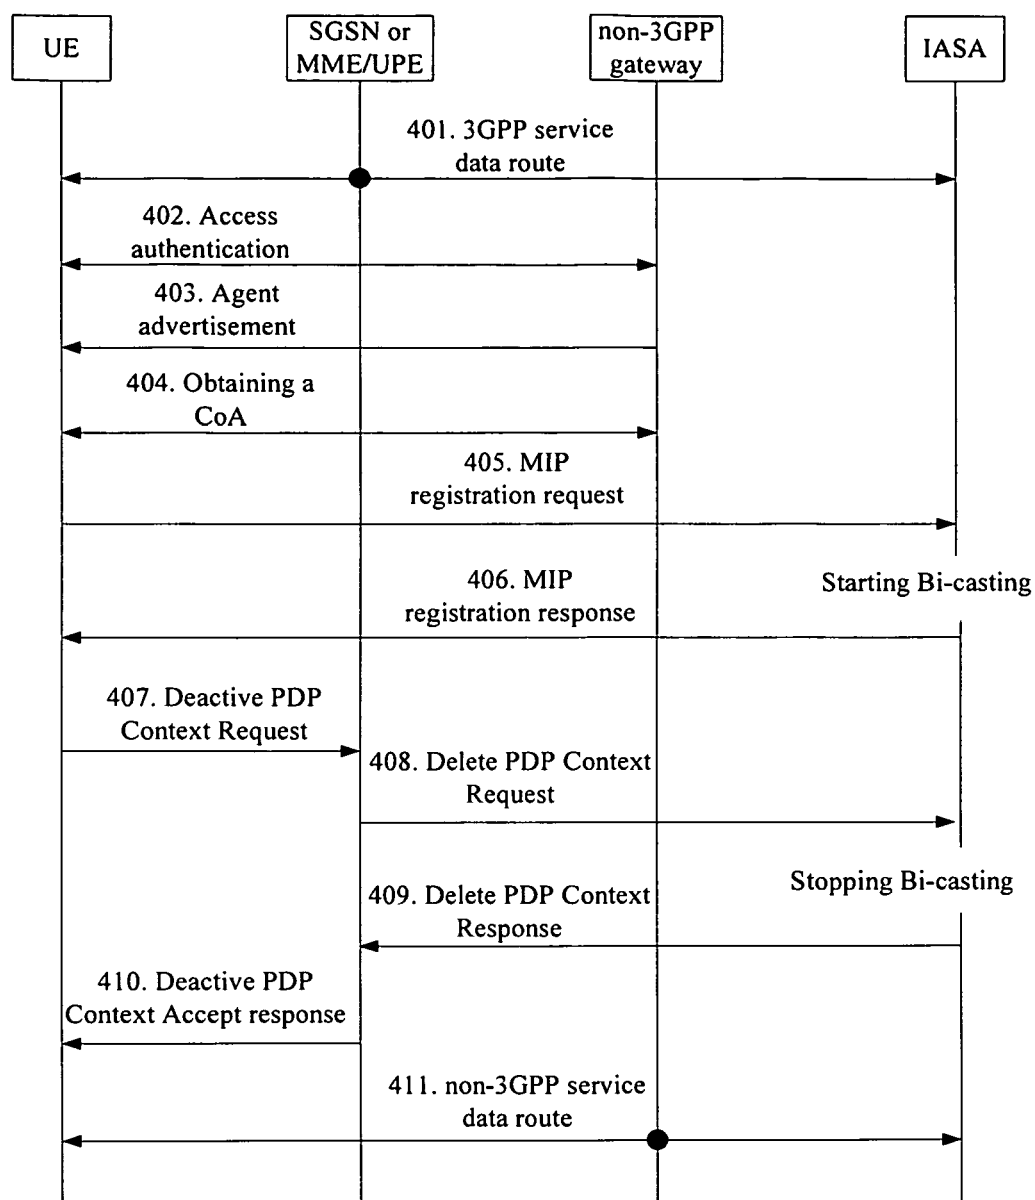 UE
SGSN or
MME/UPE
non-3GPP
gateway
IASA
401. 3GPP service
data route
402. Access
authentication
403. Agent
advertisement
404. Obtaining a
CoA
405. MIP
registration request
406. MIP
registration response
Starting Bi-casting
407. Deactive PDP
Context Request
408. Delete PDP Context
Request
Stopping Bi-casting
409. Delete PDP Context
Response
410. Deactive PDP
Context Accept response
411. non-3GPP service
data route